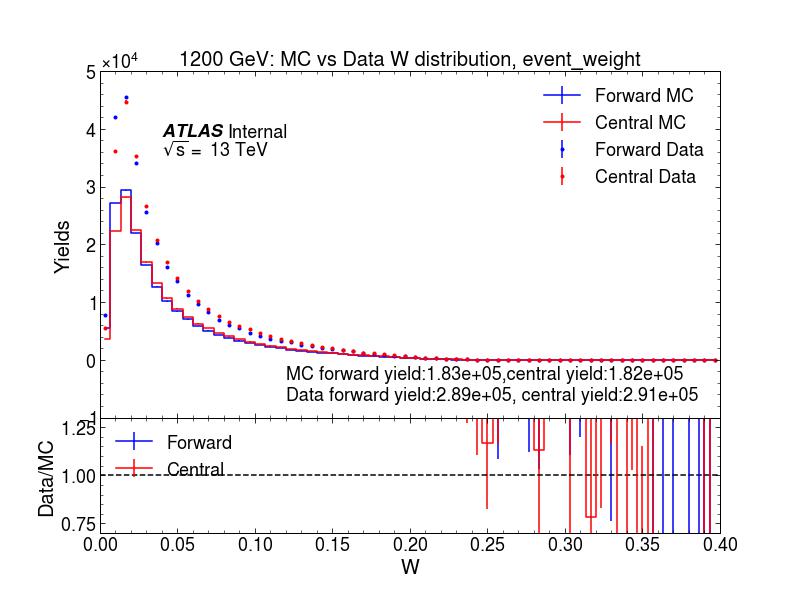 ×10⁴
1200 GeV: MC vs Data W distribution, event_weight
5
4
3
2
1
0
-1
Yields
ATLAS Internal
√s = 13 TeV
Forward MC
Central MC
Forward Data
Central Data
MC forward yield:1.83e+05,central yield:1.82e+05
Data forward yield:2.89e+05, central yield:2.91e+05
1.25
1.00
0.75
Data/MC
Forward
Central
0.00 0.05 0.10 0.15 0.20 0.25 0.30 0.35 0.40
W